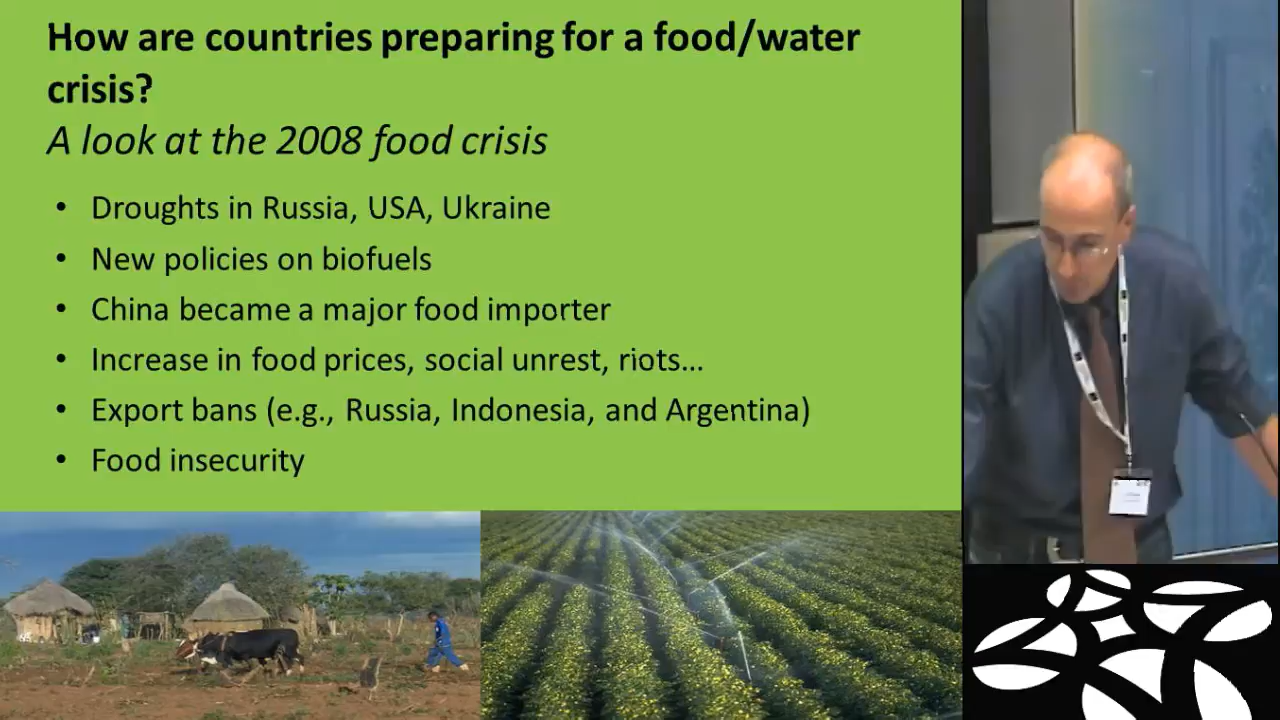 How are countries preparing for a food/water
crisis?
A look at the 2008 food crisis
• Droughts in Russia, USA, Ukraine
• New policies on biofuels
• China became a major food importer
• Increase in food prices, social unrest, riots...
• Export bans (e.g., Russia, Indonesia, and Argentina)
• Food insecurity